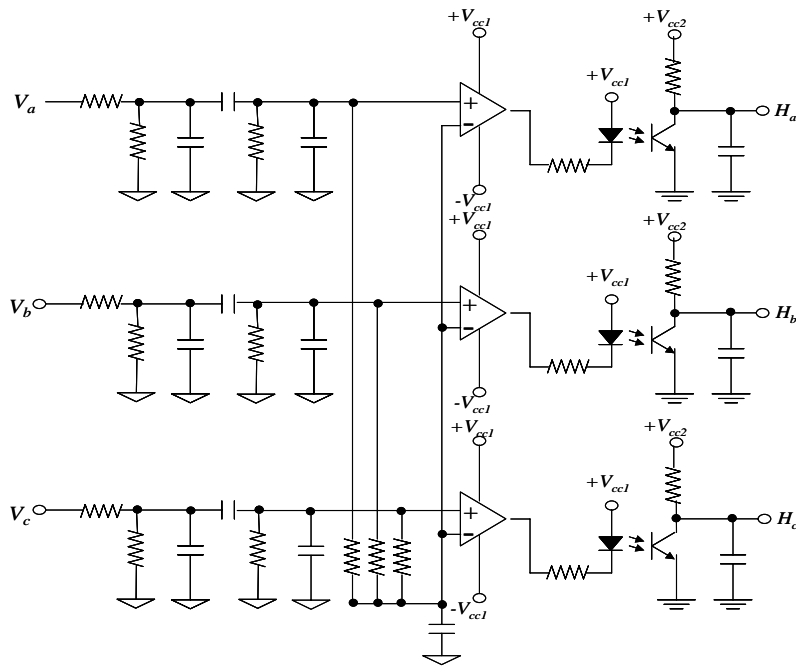 +Vcc1
+Vcc2
+Vcc1
Va
+
-
Ha
-Vcc1
+Vcc1
+Vcc2
+Vcc1
Vb
+
-
Hb
-Vcc1
+Vcc1
+Vcc2
+Vcc1
Vc
+
-
Hc
-Vcc1